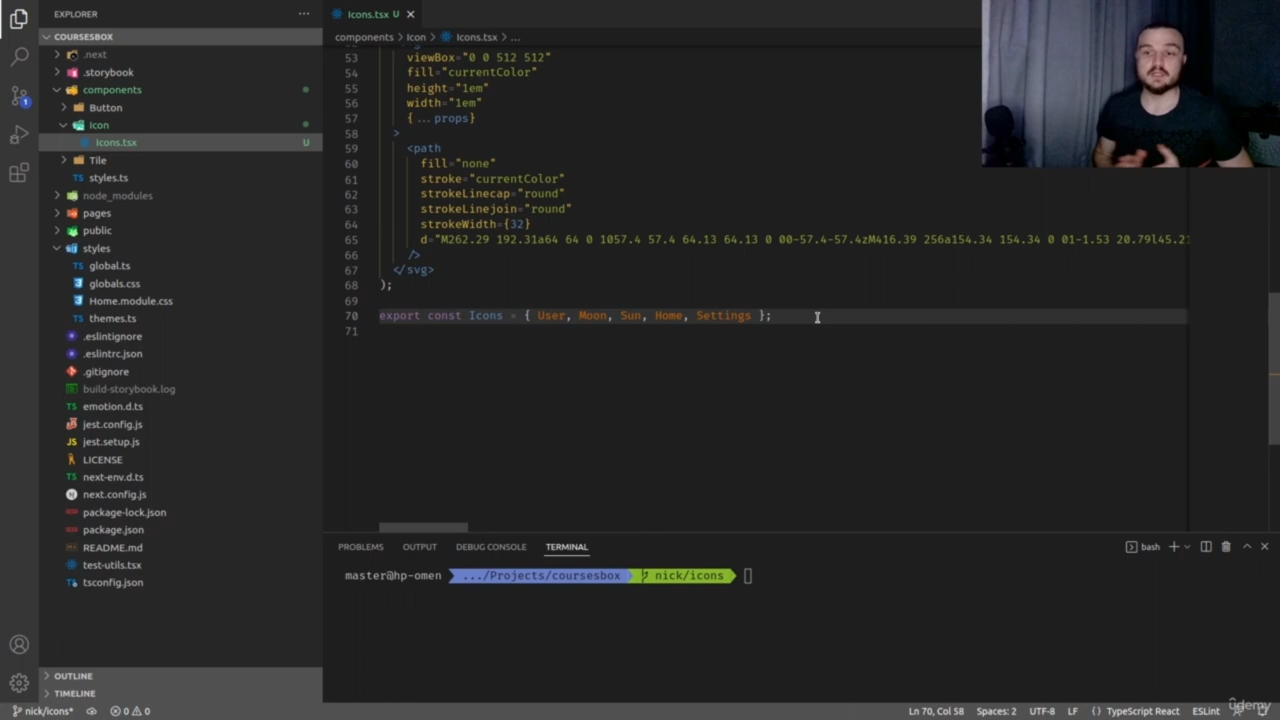 EXPLORER
Icons.tsx U
COURSESBOX
components Icon Icons.tsx ...
.next
.storybook
components
Button
Icon
Icons.tsx U
Tile
styles.ts
node_modules
pages
public
styles
global.ts
globals.css
Home.module.css
themes.ts
.eslintignore
.eslintrc.json
.gitignore
build-storybook.log
emotion.d.ts
jest.config.js
jest.setup.js
LICENSE
next-env.d.ts
next.config.js
package-lock.json
package.json
README.md
test-utils.tsx
tsconfig.json
OUTLINE
TIMELINE
53 viewBox="0 0 512 512"
54 fill="currentColor"
55 height="1em"
56 width="1em"
57 {...props}
58 >
59 <path
60 fill="none"
61 stroke="currentColor"
62 strokeLinecap="round"
63 strokeLinejoin="round"
64 strokeWidth={32}
65 d="M262.29 192.31a64 64 0 1057.4 57.4 64.13 64.13 0 00-57.4-57.4zM416.39 256a154.34 154.34 0 01-1.53 20.79l45.21
66 />
67 </svg>
68 );
69
70 export const Icons = { User, Moon, Sun, Home, Settings };
71
PROBLEMS OUTPUT DEBUG CONSOLE TERMINAL
bash
master@hp-omen .../Projects/coursesbox nick/icons
nick/icons* 0 0
Ln 70, Col 58 Spaces: 2 UTF-8 LF {} TypeScript React ESLint
udemy
1